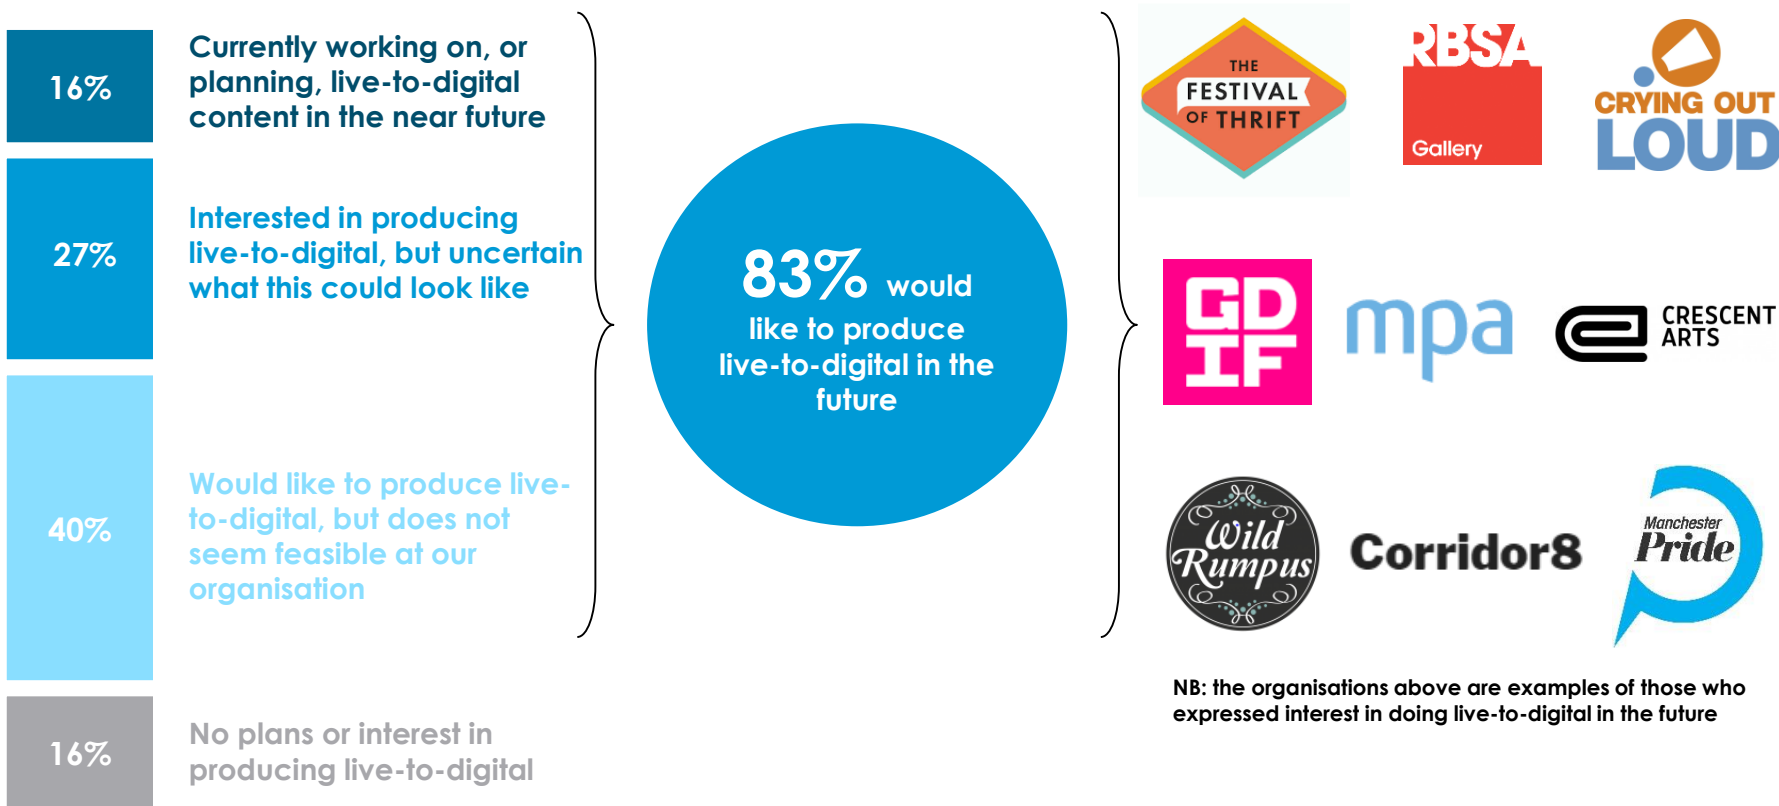 16%
Currently working on, or
planning, live-to-digital
content in the near future
27%
Interested in producing
live-to-digital, but uncertain
what this could look like
40%
Would like to produce live-
to-digital, but does not
seem feasible at our
organisation
16%
No plans or interest in
producing live-to-digital
83% would
like to produce
live-to-digital in the
future
THE
FESTIVAL
OF THRIFT
RBSA
Gallery
CRYING OUT
LOUD
GD
IF
mpa
CRESCENT
ARTS
Wild
Rumpus
Corridor8
Manchester
Pride
NB: the organisations above are examples of those who
expressed interest in doing live-to-digital in the future